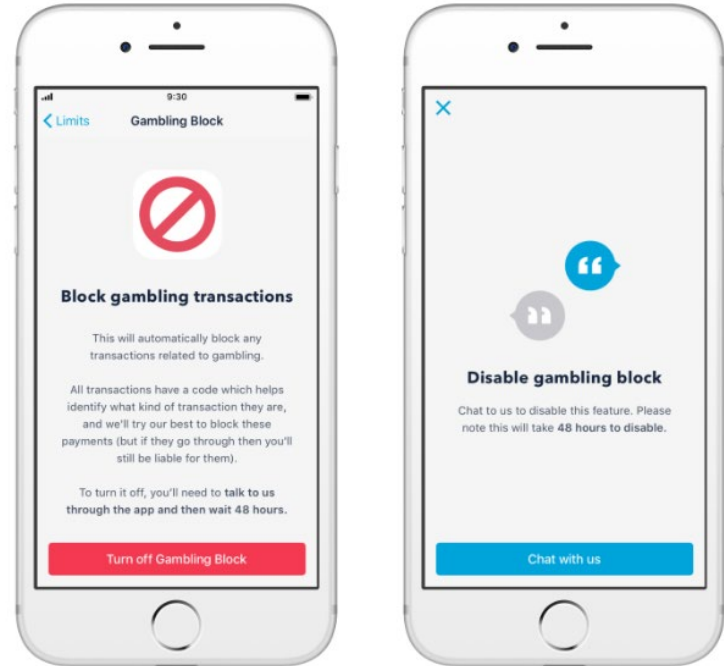 9:30
Limits
Gambling Block
Block gambling transactions
This will automatically block any
transactions related to gambling.
All transactions have a code which helps
identify what kind of transaction they are,
and we'll try our best to block these
payments (but if they go through then you'll
still be liable for them).
To turn it off, you'll need to talk to us
through the app and then wait 48 hours.
Turn off Gambling Block
Disable gambling block
Chat to us to disable this feature. Please
note this will take 48 hours to disable.
Chat with us